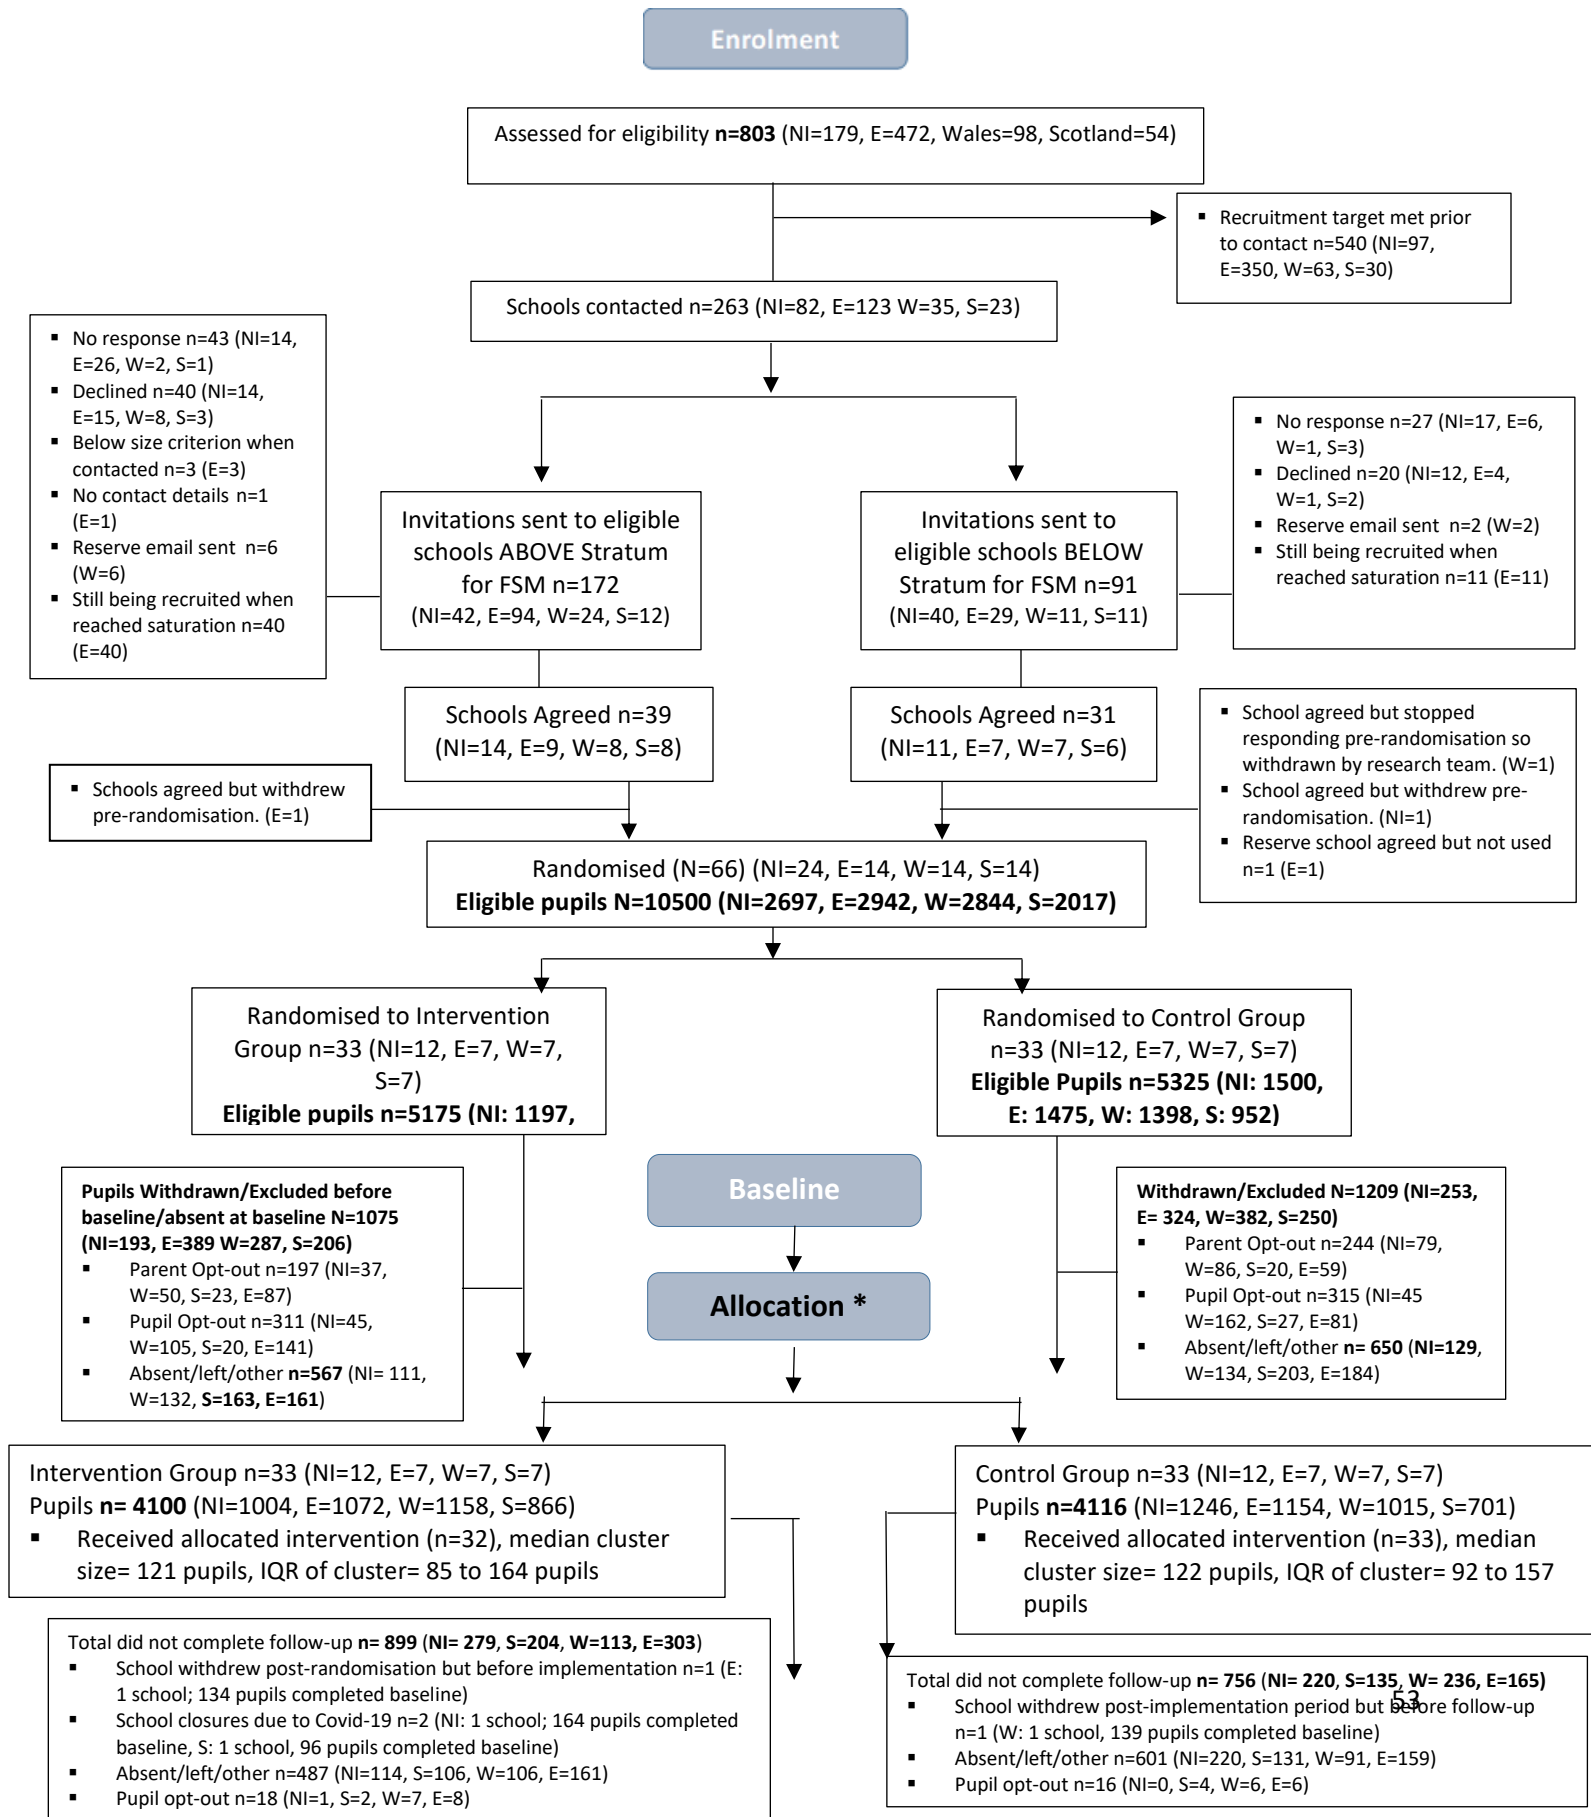 Enrolment
Assessed for eligibility n=803 (NI=179, E=472, Wales=98, Scotland=54)
▪ Recruitment target met prior
to contact n=540 (NI=97,
E=350, W=63, S=30)
Schools contacted n=263 (NI=82, E=123 W=35, S=23)
▪ No response n=43 (NI=14,
E=26, W=2, S=1)
▪ Declined n=40 (NI=14,
E=15, W=8, S=3)
▪ Below size criterion when
contacted n=3 (E=3)
▪ No contact details n=1
(E=1)
▪ Reserve email sent n=6
(W=6)
▪ Still being recruited when
reached saturation n=40
(E=40)
Invitations sent to eligible
schools ABOVE Stratum
for FSM n=172
(NI=42, E=94, W=24, S=12)
Invitations sent to
eligible schools BELOW
Stratum for FSM n=91
(NI=40, E=29, W=11, S=11)
▪ No response n=27 (NI=17, E=6,
W=1, S=3)
▪ Declined n=20 (NI=12, E=4,
W=1, S=2)
▪ Reserve email sent n=2 (W=2)
▪ Still being recruited when
reached saturation n=11 (E=11)
Schools Agreed n=39
(NI=14, E=9, W=8, S=8)
Schools Agreed n=31
(NI=11, E=7, W=7, S=6)
▪ Schools agreed but withdrew
pre-randomisation. (E=1)
▪ School agreed but stopped
responding pre-randomisation so
withdrawn by research team. (W=1)
▪ School agreed but withdrew pre-
randomisation. (NI=1)
▪ Reserve school agreed but not used
n=1 (E=1)
Randomised (N=66) (NI=24, E=14, W=14, S=14)
Eligible pupils N=10500 (NI=2697, E=2942, W=2844, S=2017)
Randomised to Intervention
Group n=33 (NI=12, E=7, W=7,
S=7)
Eligible pupils n=5175 (NI: 1197,
Randomised to Control Group
n=33 (NI=12, E=7, W=7, S=7)
Eligible Pupils n=5325 (NI: 1500,
E: 1475, W: 1398, S: 952)
Baseline
Pupils Withdrawn/Excluded before
baseline/absent at baseline N=1075
(NI=193, E=389 W=287, S=206)
▪ Parent Opt-out n=197 (NI=37,
W=50, S=23, E=87)
▪ Pupil Opt-out n=311 (NI=45,
W=105, S=20, E=141)
▪ Absent/left/other n=567 (NI= 111,
W=132, S=163, E=161)
Withdrawn/Excluded N=1209 (NI=253,
E= 324, W=382, S=250)
▪ Parent Opt-out n=244 (NI=79,
W=86, S=20, E=59)
▪ Pupil Opt-out n=315 (NI=45
W=162, S=27, E=81)
▪ Absent/left/other n= 650 (NI=129,
W=134, S=203, E=184)
Allocation *
Intervention Group n=33 (NI=12, E=7, W=7, S=7)
Pupils n= 4100 (NI=1004, E=1072, W=1158, S=866)
▪ Received allocated intervention (n=32), median cluster
size= 121 pupils, IQR of cluster= 85 to 164 pupils
Control Group n=33 (NI=12, E=7, W=7, S=7)
Pupils n=4116 (NI=1246, E=1154, W=1015, S=701)
▪ Received allocated intervention (n=33), median
cluster size= 122 pupils, IQR of cluster= 92 to 157
pupils
Total did not complete follow-up n= 899 (NI= 279, S=204, W=113, E=303)
▪ School withdrew post-randomisation but before implementation n=1 (E:
1 school; 134 pupils completed baseline)
▪ School closures due to Covid-19 n=2 (NI: 1 school; 164 pupils completed
baseline, S: 1 school, 96 pupils completed baseline)
▪ Absent/left/other n=487 (NI=114, S=106, W=106, E=161)
▪ Pupil opt-out n=18 (NI=1, S=2, W=7, E=8)
Total did not complete follow-up n= 756 (NI= 220, S=135, W= 236, E=165)
▪ School withdrew post-implementation period but before follow-up
n=1 (W: 1 school, 139 pupils completed baseline)
▪ Absent/left/other n=601 (NI=220, S=131, W=91, E=159)
▪ Pupil opt-out n=16 (NI=0, S=4, W=6, E=6)
53